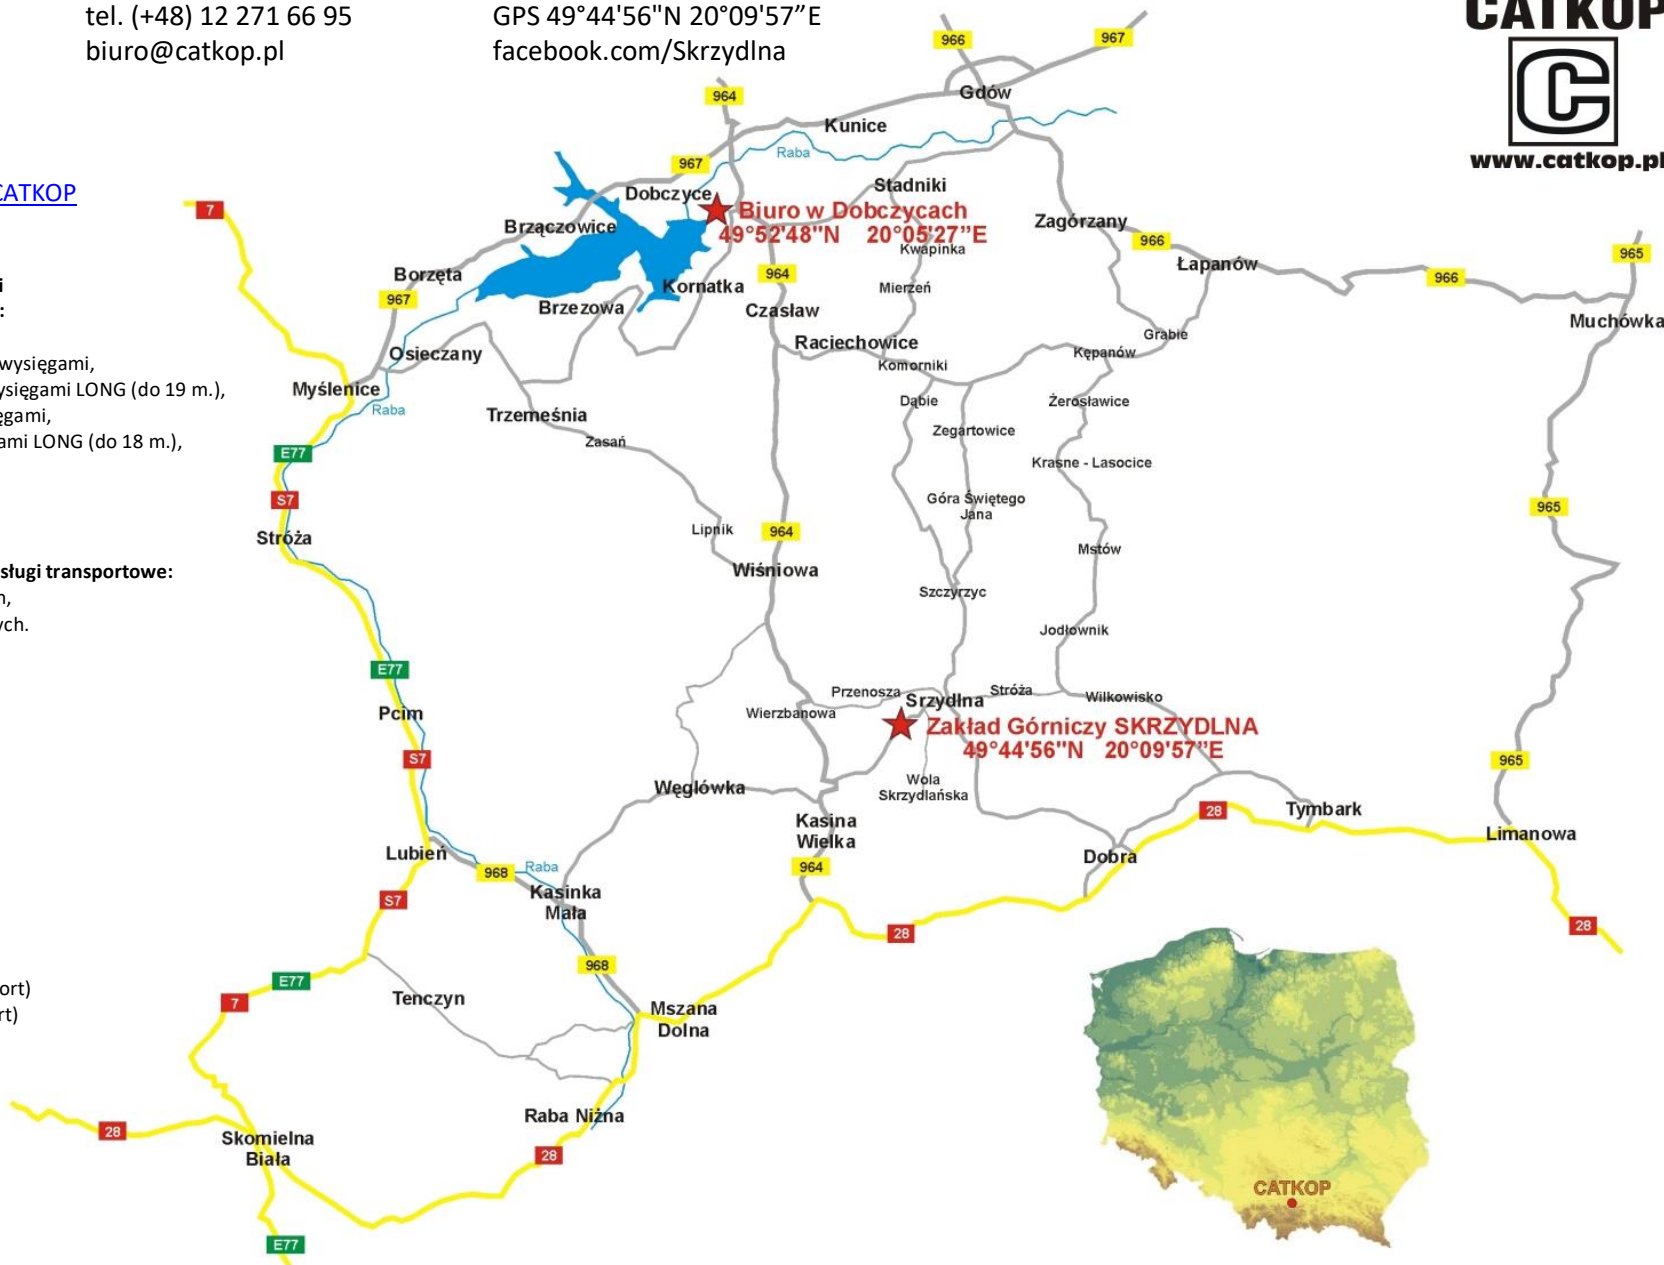 tel. (+48) 12 271 66 95
biuro@catkop.pl
GPS 49°44'56"N 20°09'57”E
facebook.com/Skrzydlna
CATKOP
www.catkop.pl
CATKOP
i
:
wysięgami,
ysięgami LONG (do 19 m.),
ęgami,
ami LONG (do 18 m.),
sługi transportowe:
n,
ych.
ort)
rt)
966
967
Gdów
964
Kunice
Raba
967
Dobczyce
Stadniki
7
Biuro w Dobczycach
49°52'48"N 20°05'27”E
Brzączowice
Zagórzany
966
965
Kwapinka
Łapanów
Borzęta
964
966
967
Kornatka
Mierzeń
Brzezowa
Czasław
Muchówka
Raciechowice
Grabie
Osieczany
Kępanów
Komorniki
Myślenice
Raba
Dąbie
Żerosławice
Trzemeśnia
Zasań
Zegartowice
E77
Krasne - Lasocice
S7
Góra Świętego
Jana
965
Stróża
Lipnik
964
Mstów
Wiśniowa
Szczyrzyc
Jodłownik
E77
Przenosza
Stróża
Wilkowisko
Srzydłna
Pcim
Wierzbanowa
Zakład Górniczy SKRZYDLNA
49°44'56"N 20°09'57”E
S7
965
Węglówka
Wola
Skrzydlańska
28
Tymbark
Kasina
Wielka
Limanowa
Lubień
Dobra
964
968
Raba
S7
Kasinka
Mała
28
28
968
E77
7
Tenczyn
Mszana
Dolna
Raba Niżna
28
Skomielna
Biała
28
CATKOP
E77